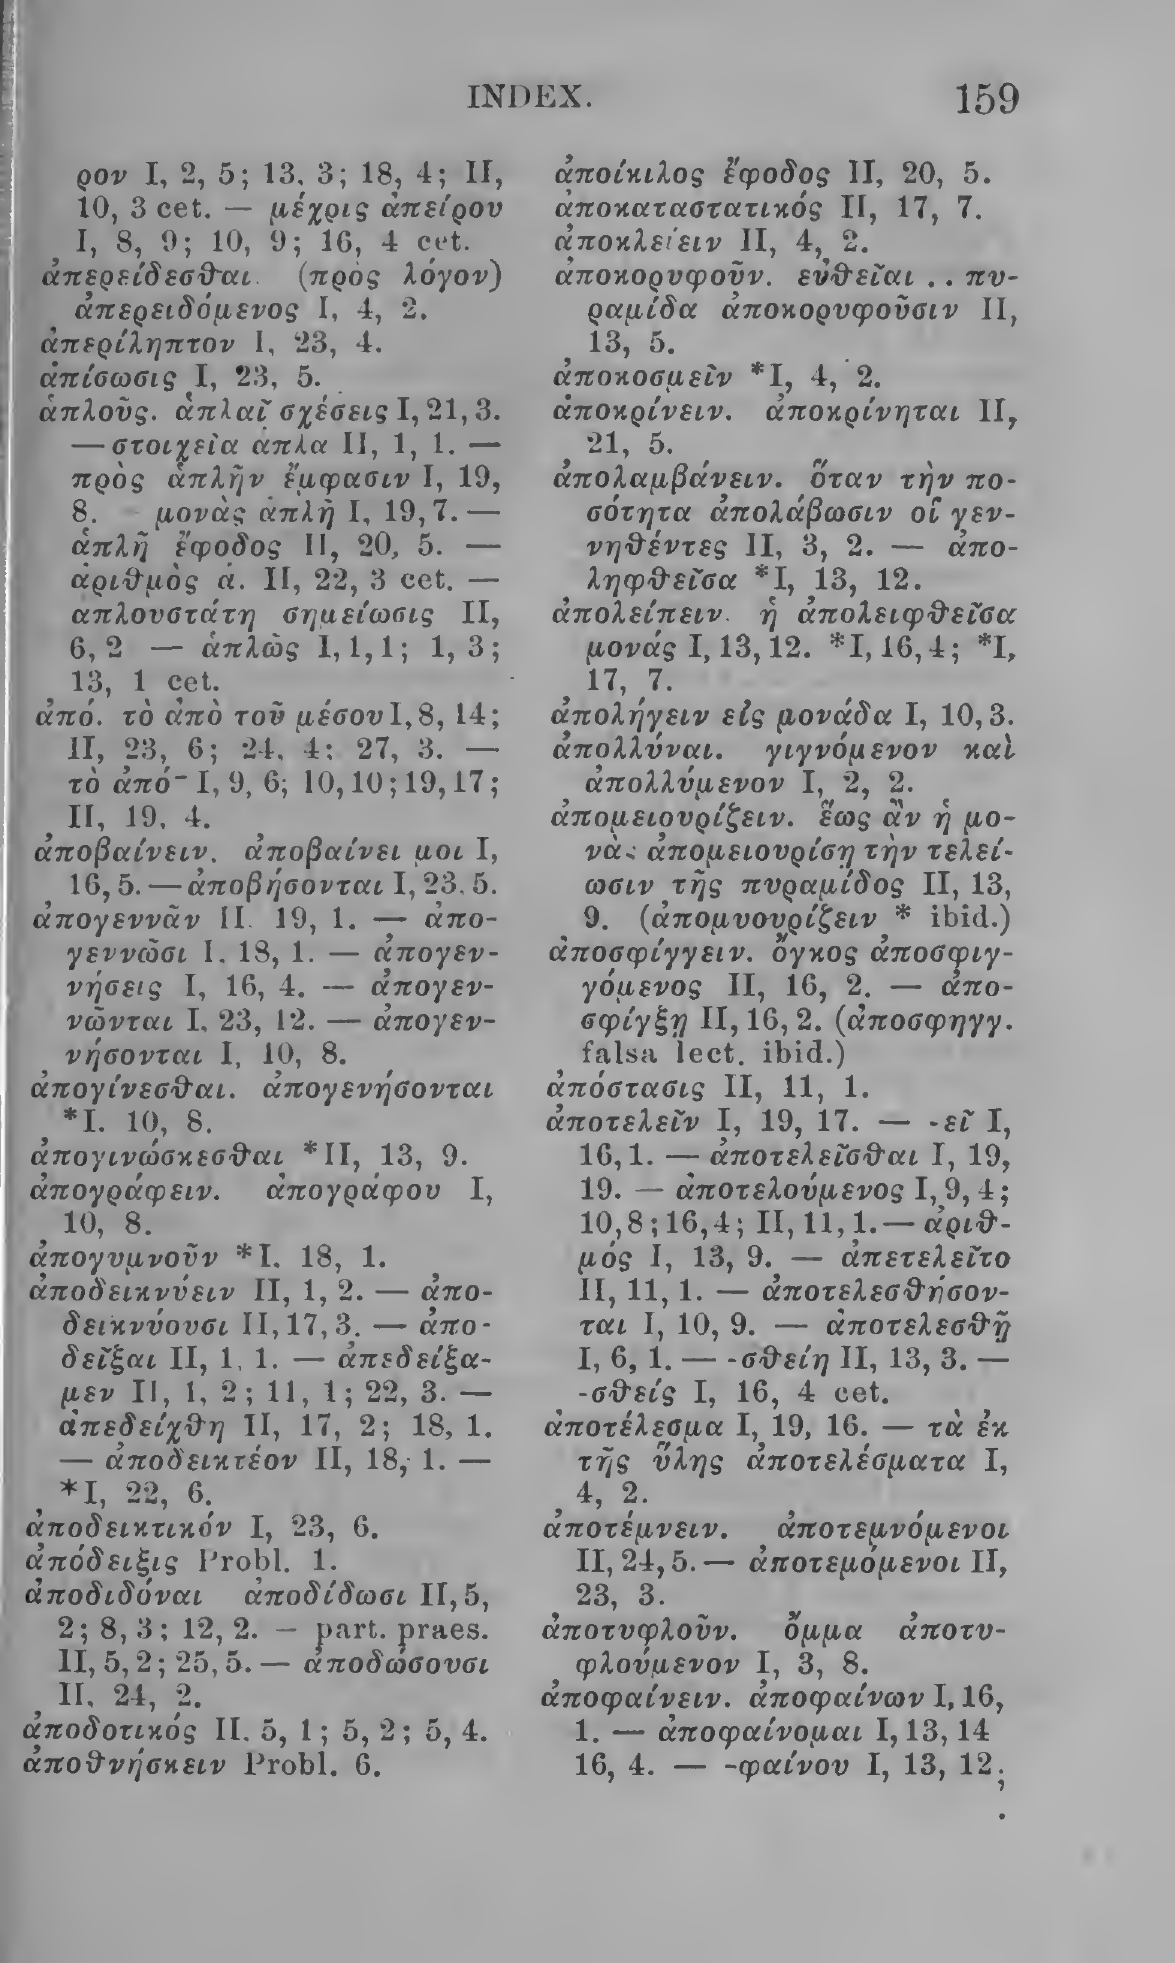 INDEX. 159
ρον I, 2, 5; 13, 3; 18, 4; II,
10, 3 cet. — μέχρις ἀπείρου
I, 8, 9; 10, 9; 16, 4 cet.
ἀπερείδεσθαι. (πρὸς λόγον)
ἀπερειδόμενος I, 4, 2.
ἀπερίληπτον I, 23, 4.
ἀπίσωσις I, 23, 5.
ἁπλοῦς. ἁπλαῖ σχέσεις I, 21, 3.
— στοιχεῖα ἁπλᾶ II, 1, 1. —
πρὸς ἁπλῆν ἔμφασιν I, 19,
8. μονὰς ἁπλῆ I, 19, 7. —
ἁπλῆ ἔφοδος II, 20, 5. —
ἀριθμὸς ἁ. II, 22, 3 cet. —
ἁπλουστάτη σημείωσις II,
6, 2 — ἁπλῶς I, 1, 1; 1, 3;
13, 1 cet.
ἀπό. τὸ ἀπὸ τοῦ μέσου I, 8, 14;
II, 23, 6; 24, 4; 27, 3. —
τὸ ἀπό I, 9, 6; 10, 10; 19, 17;
II, 19, 4.
ἀποβαίνειν. ἀποβαίνει μοι I,
16, 5. — ἀποβήσονται I, 23, 5.
ἀπογεννᾶν II. 19, 1. — ἀπο-
γεννῶσι I. 18, 1. — ἀπογεν-
νήσεις I, 16, 4. — ἀπογεν-
νῶνται I, 23, 12. — ἀπογεν-
νήσονται I, 10, 8.
ἀπογίνεσθαι. ἀπογενήσονται
*I. 10, 8.
ἀπογινώσκεσθαι *II, 13, 9.
ἀπογράφειν. ἀπογράφου I,
10, 8.
ἀπογυμνοῦν *I. 18, 1.
ἀποδεικνύειν II, 1, 2. — ἀπο-
δεικνύουσι II, 17, 3. — ἀπο-
δεῖξαι II, 1, 1. — ἀπεδείξα-
μεν II, 1, 2; 11, 1; 22, 3. —
ἀπεδείχθη II, 17, 2; 18, 1.
— ἀποδεικτέον II, 18, 1. —
*I, 22, 6.
ἀποδεικτικόν I, 23, 6.
ἀπόδειξις Probl. 1.
ἀποδιδόναι ἀποδίδωσι II, 5,
2; 8, 3; 12, 2. — part. praes.
II, 5, 2; 25, 5. — ἀποδώσουσι
II, 24, 2.
ἀποδοτικός II. 5, 1; 5, 2; 5, 4.
ἀποθνήσκειν Probl. 6.
ἀποίκιλος ἔφοδος II, 20, 5.
ἀποκαταστατικός II, 17, 7.
ἀποκλείειν II, 4, 2.
ἀποκορυφοῦν. εὐθεῖαι .. πυ-
ραμίδα ἀποκορυφοῦσιν II,
13, 5.
ἀποκοσμεῖν *I, 4, 2.
ἀποκρίνειν. ἀποκρίνηται II,
21, 5.
ἀπολαμβάνειν. ὅταν τὴν πο-
σότητα ἀπολάβωσιν οἱ γεν-
νηθέντες II, 3, 2. — ἀπο-
ληφθεῖσα *I, 13, 12.
ἀπολείπειν. ἡ ἀπολειφθεῖσα
μονάς I, 13, 12. *I, 16, 4; *I,
17, 7.
ἀπολήγειν εἰς μονάδα I, 10, 3.
ἀπολλύναι. γιγνόμενον καὶ
ἀπολλύμενον I, 2, 2.
ἀπομειουρίζειν. ἕως ἂν ἡ μο-
νὰς ἀπομειουρίσῃ τὴν τελεί-
ωσιν τῆς πυραμίδος II, 13,
9. (ἀπομυουρίζειν * ibid.)
ἀποσφίγγειν. ὄγκος ἀποσφιγ-
γόμενος II, 16, 2. — ἀπο-
σφίγξῃ II, 16, 2. (ἀποσφηγγ.
falsa lect. ibid.)
ἀπόστασις II, 11, 1.
ἀποτελεῖν I, 19, 17. — -εῖ I,
16, 1. — ἀποτελεῖσθαι I, 19,
19. — ἀποτελούμενος I, 9, 4;
10, 8; 16, 4; II, 11, 1. — ἀριθ-
μός I, 13, 9. — ἀπετελεῖτο
II, 11, 1. — ἀποτελεσθήσον-
ται I, 10, 9. — ἀποτελεσθῇ
I, 6, 1. — -σθείη II, 13, 3. —
-σθείς I, 16, 4 cet.
ἀποτέλεσμα I, 19, 16. — τὰ ἐκ
τῆς ὕλης ἀποτελέσματα I,
4, 2.
ἀποτέμνειν. ἀποτεμνόμενοι
II, 24, 5. — ἀποτεμόμενοι II,
23, 3.
ἀποτυφλοῦν. ὄμμα ἀποτυ-
φλούμενον I, 3, 8.
ἀποφαίνειν. ἀποφαίνων I, 16,
1. — ἀποφαίνομαι I, 13, 14
16, 4. — -φαίνου I, 13, 12;